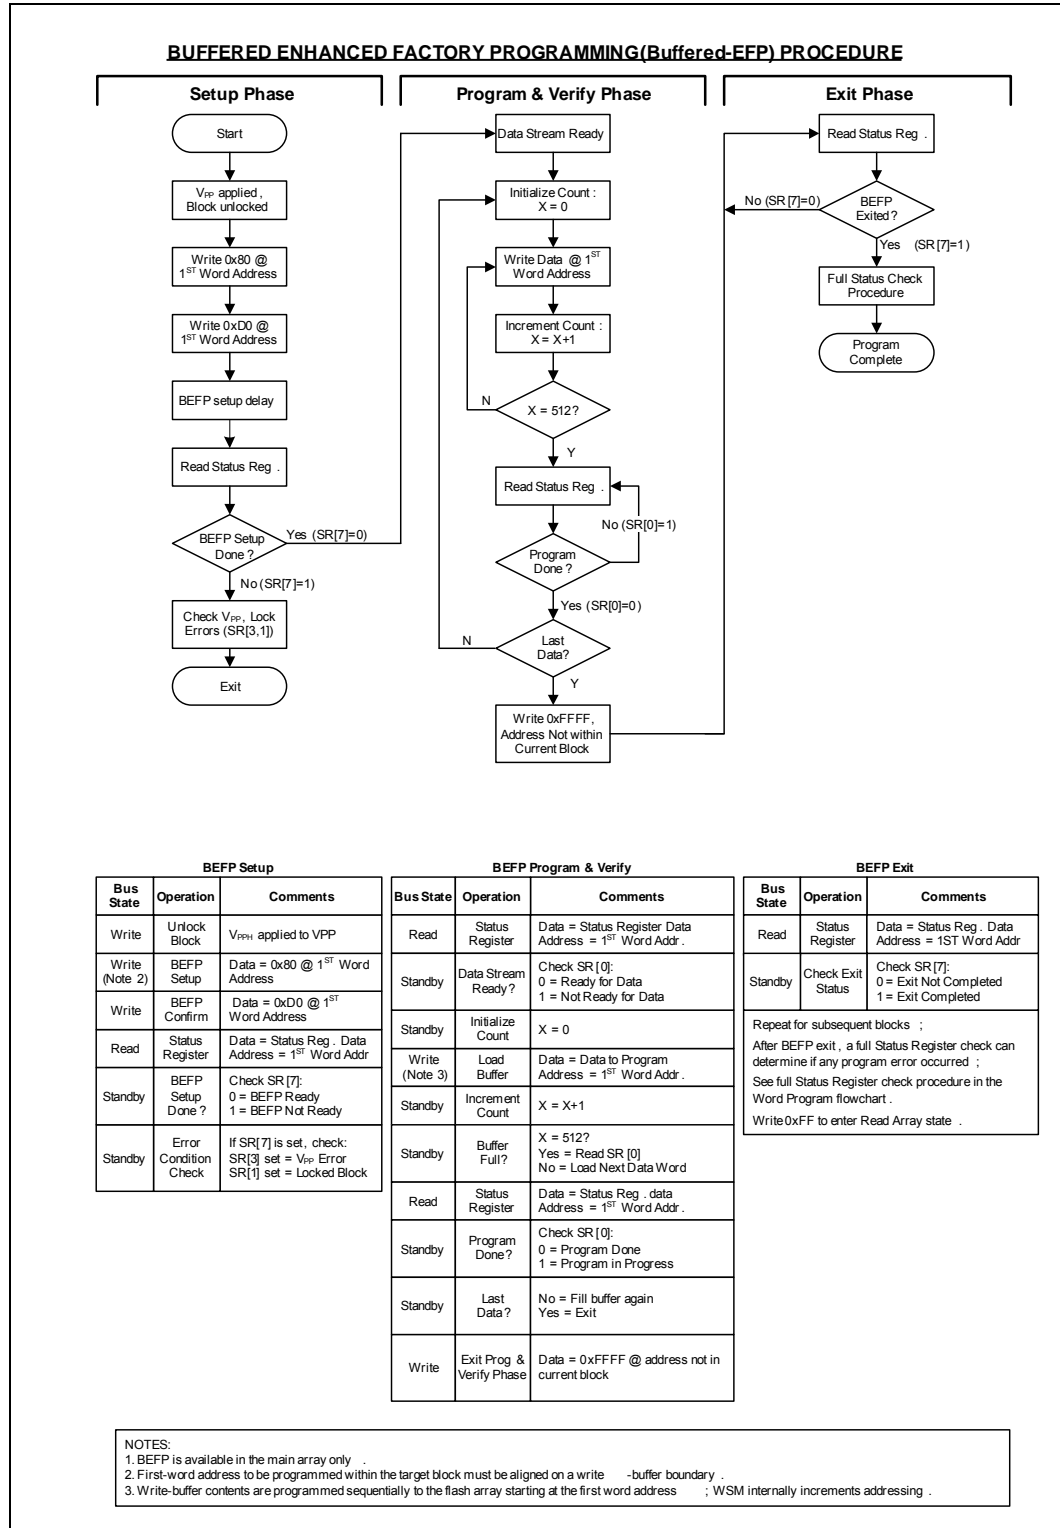 BUFFERED ENHANCED FACTORY PROGRAMMING(Buffered-EFP) PROCEDURE
Setup Phase
Start
VPP applied ,
Block unlocked
Write 0x80 @
1ST Word Address
Write 0xD0 @
1ST Word Address
BEFP setup delay
Read Status Reg .
BEFP Setup
Done ?
Yes (SR[7]=0)
No (SR[7]=1)
Check VPP, Lock
Errors (SR[3,1])
Exit
Program & Verify Phase
Data Stream Ready
Initialize Count :
X = 0
Write Data @ 1ST
Word Address
Increment Count :
X = X+1
N
X = 512?
Y
Read Status Reg .
No (SR[0]=1)
Program
Done ?
Yes (SR[0]=0 )
N
Last
Data?
Y
Write 0xFFFF,
Address Not within
Current Block
Exit Phase
Read Status Reg .
No (SR[7]=0)
BEFP
Exited ?
Yes (SR[7]=1 )
Full Status Check
Procedure
Program
Complete
BEFP Setup
Bus
State
Operation
Comments
Write
Unlock
Block
VPPH applied to VPP
Write
(Note 2)
BEFP
Setup
Data = 0x80 @ 1ST Word
Address
Write
BEFP
Confirm
Data = 0xD0 @ 1ST
Word Address
Read
Status
Register
Data = Status Reg . Data
Address = 1ST Word Addr
Standby
BEFP
Setup
Done ?
Check SR [7]:
0 = BEFP Ready
1 = BEFP Not Ready
Standby
Error
Condition
Check
If SR[7] is set , check:
SR[3] set = VPP Error
SR[1] set = Locked Block
BEFP Program & Verify
Bus State
Operation
Comments
Read
Status
Register
Data = Status Register Data
Address = 1ST Word Addr .
Standby
Data Stream
Ready?
Check SR [0]:
0 = Ready for Data
1 = Not Ready for Data
Standby
Initialize
Count
X = 0
Write
(Note 3)
Load
Buffer
Data = Data to Program
Address = 1ST Word Addr .
Standby
Increment
Count
X = X+1
Standby
Buffer
Full?
X = 512?
Yes = Read SR [0]
No = Load Next Data Word
Read
Status
Register
Data = Status Reg . data
Address = 1ST Word Addr .
Standby
Program
Done ?
Check SR [0]:
0 = Program Done
1 = Program in Progress
Standby
Last
Data ?
No = Fill buffer again
Yes = Exit
Write
Exit Prog &
Verify Phase
Data = 0xFFFF @ address not in
current block
BEFP Exit
Bus
State
Operation
Comments
Read
Status
Register
Data = Status Reg . Data
Address = 1ST Word Addr
Standby
Check Exit
Status
Check SR [7]:
0 = Exit Not Completed
1 = Exit Completed
Repeat for subsequent blocks ;
After BEFP exit , a full Status Register check can
determine if any program error occurred ;
See full Status Register check procedure in the
Word Program flowchart .
Write 0xFF to enter Read Array state .
NOTES:
1. BEFP is available in the main array only .
2. First-word address to be programmed within the target block must be aligned on a write -buffer boundary .
3. Write-buffer contents are programmed sequentially to the flash array starting at the first word address ; WSM internally increments addressing .